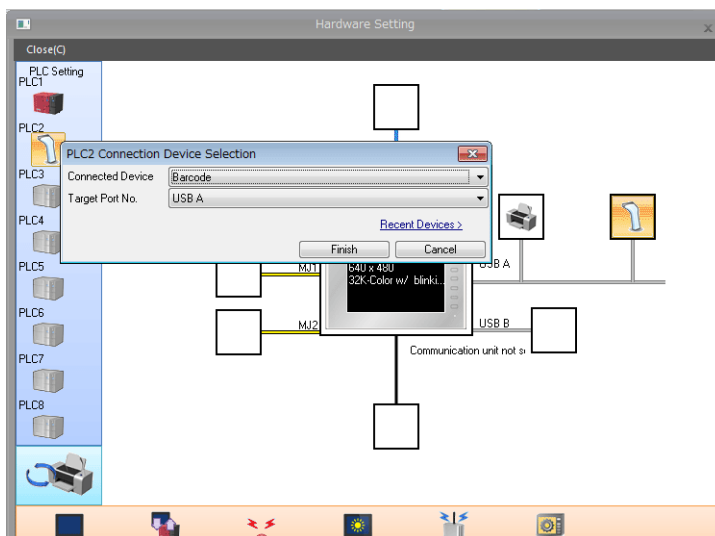 Hardware Setting
Close(C)
PLC Setting
PLC1
PLC2
PLC2 Connection Device Selection
Connected Device Barcode
Target Port No. USB A
Recent Devices >
Finish Cancel
PLC3
PLC4
PLC5
PLC6
PLC7
PLC8
MJ1
640 x 480
32K-Color w/ blinki...
USB A
MJ2
USB B
Communication unit not s